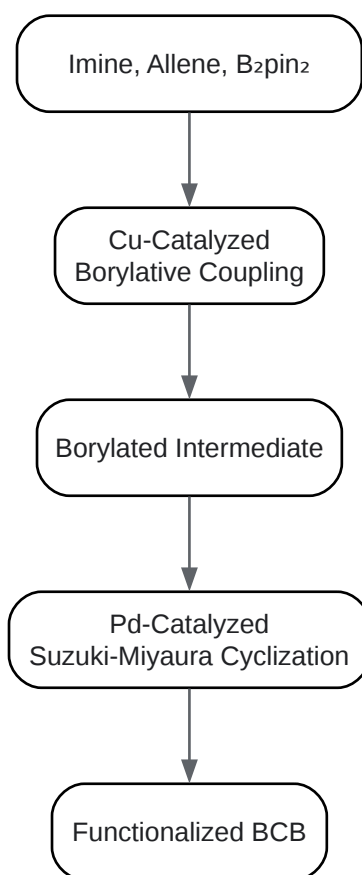 Imine, Allene, B₂pin₂
Cu-Catalyzed
Borylative Coupling
Borylated Intermediate
Pd-Catalyzed
Suzuki-Miyaura Cyclization
Functionalized BCB